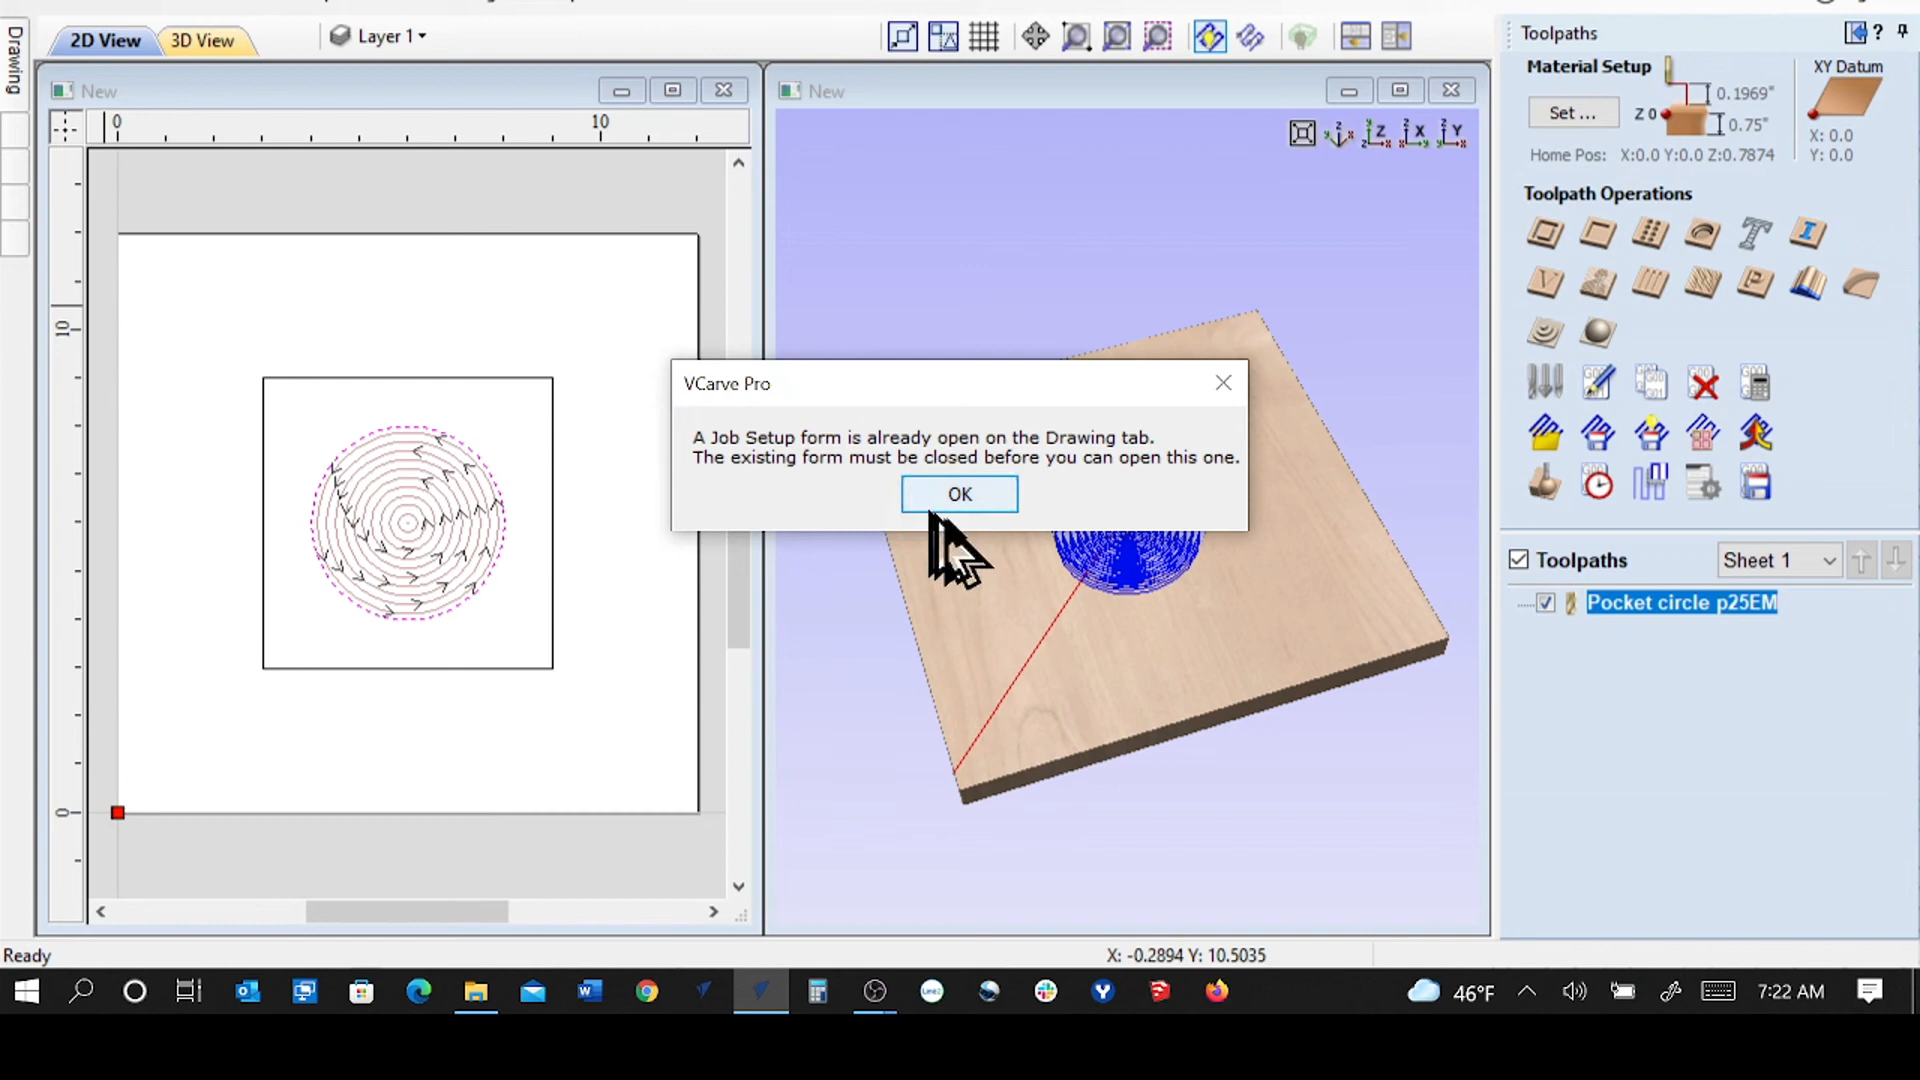 2D View
3D View
Layer 1
Drawing
New
New
0
10
10
0
Z
X
Y
VCarve Pro
A Job Setup form is already open on the Drawing tab.
The existing form must be closed before you can open this one.
OK
Toolpaths
Material Setup
XY Datum
Set ...
Z 0
0.1969"
0.75"
X: 0.0
Y: 0.0
Home Pos: X:0.0 Y:0.0 Z:0.7874
Toolpath Operations
Toolpaths
Sheet 1
Pocket circle p25EM
Ready
X: -0.2894 Y: 10.5035
46°F
7:22 AM